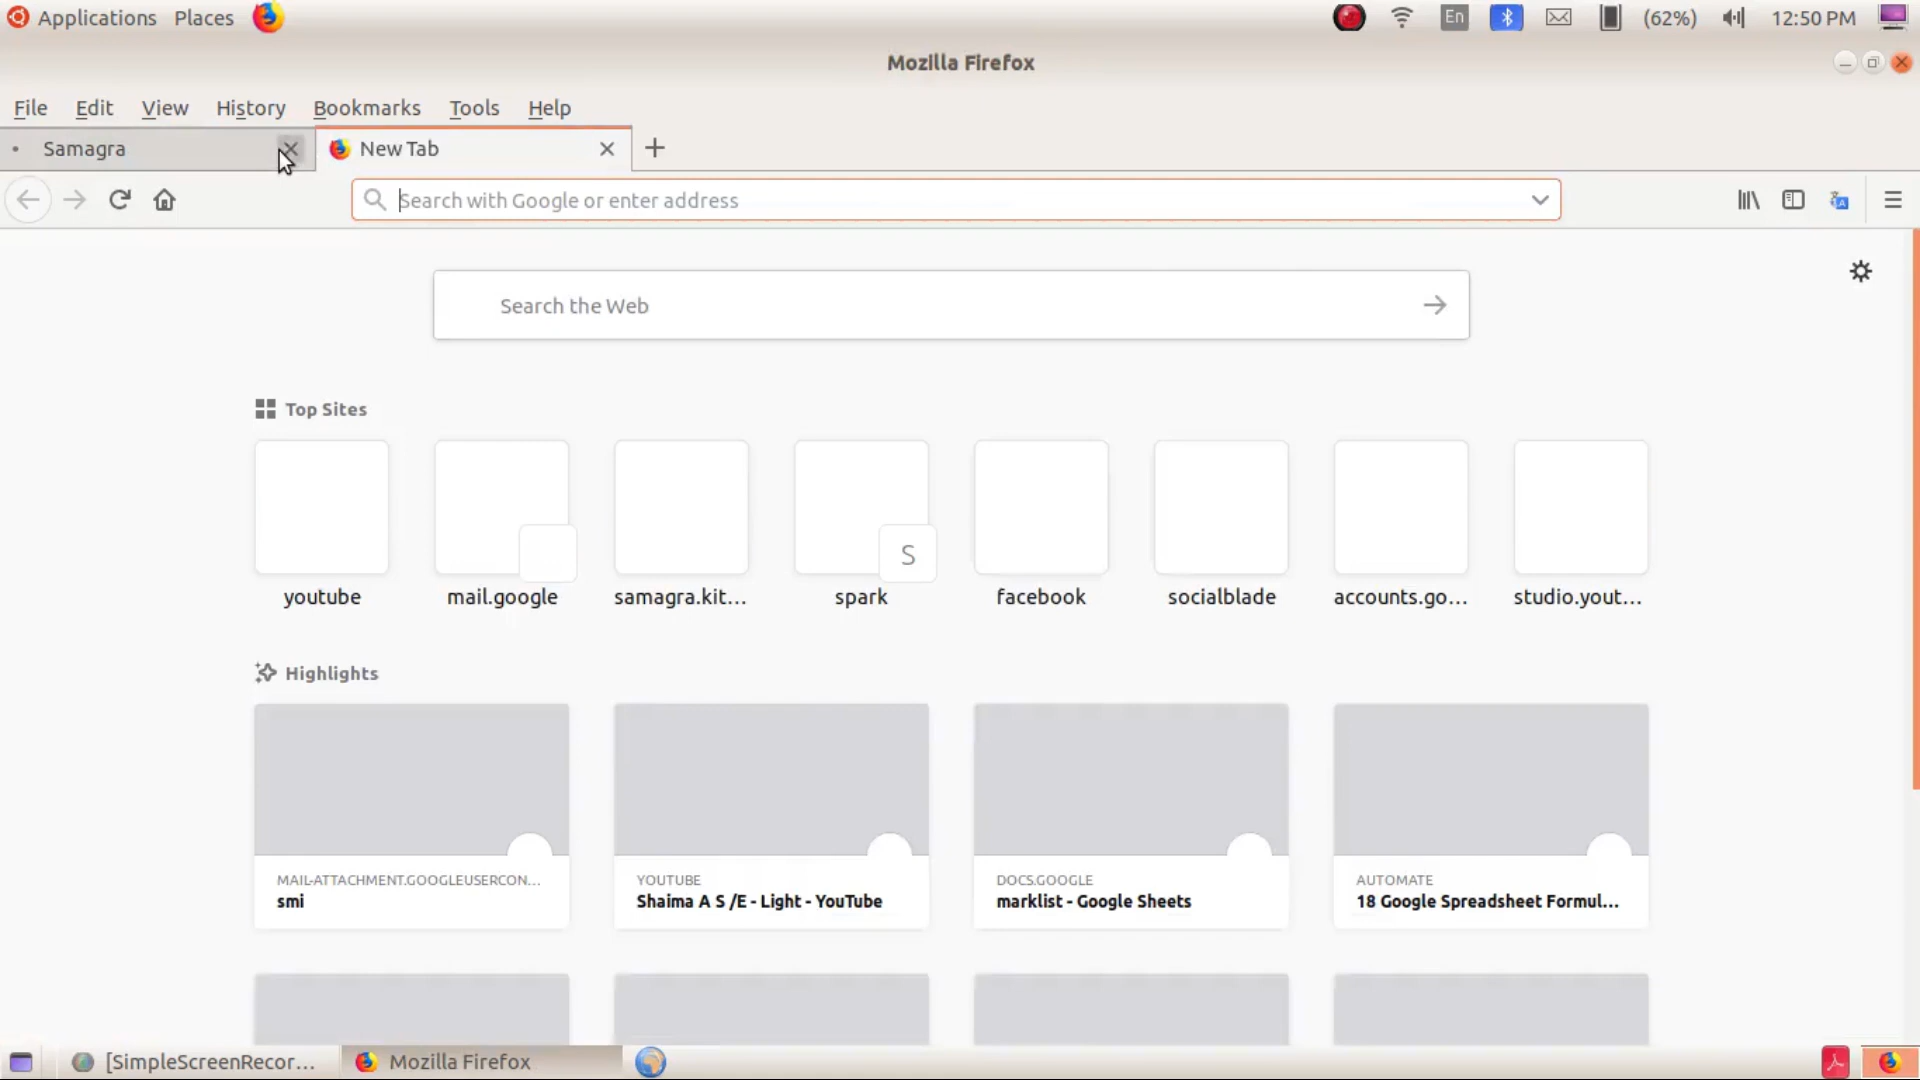 Applications Places En (62%) 12:50 PM
Mozilla Firefox
File Edit View History Bookmarks Tools Help
Samagra New Tab
Search with Google or enter address
Search the Web
Top Sites
S
youtube mail.google samagra.kit... spark facebook socialblade accounts.go... studio.yout...
Highlights
MAIL-ATTACHMENT.GOOGLEUSERCON... YOUTUBE DOCS.GOOGLE AUTOMATE
smi Shaima A S /E - Light - YouTube marklist - Google Sheets 18 Google Spreadsheet Formul...
[SimpleScreenRecor... Mozilla Firefox